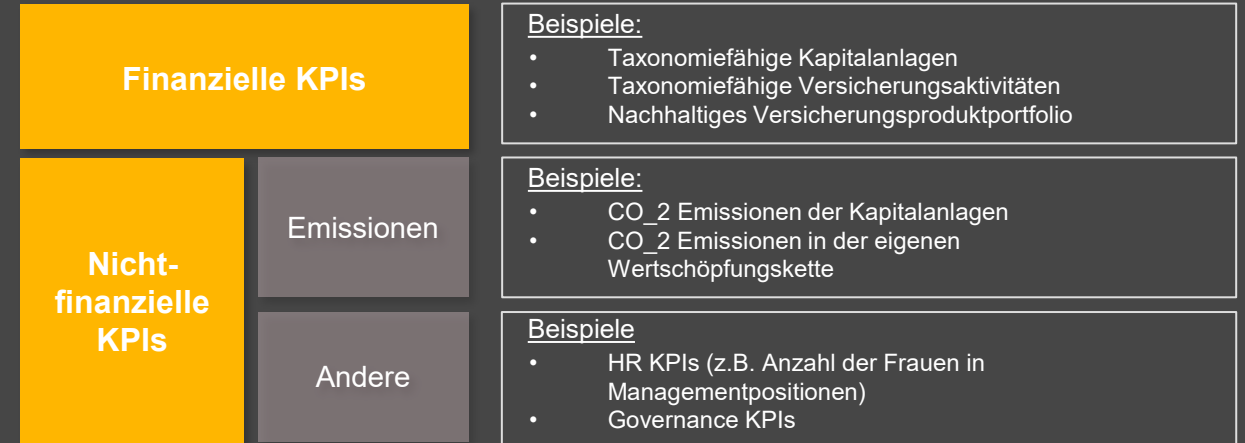 Finanzielle KPIs
Beispiele:
• Taxonomiefähige Kapitalanlagen
• Taxonomiefähige Versicherungsaktivitäten
• Nachhaltiges Versicherungsproduktportfolio
Nicht-
finanzielle
KPIs
Emissionen
Beispiele:
• CO_2 Emissionen der Kapitalanlagen
• CO_2 Emissionen in der eigenen
Wertschöpfungskette
Andere
Beispiele
• HR KPIs (z.B. Anzahl der Frauen in
Managementpositionen)
• Governance KPIs